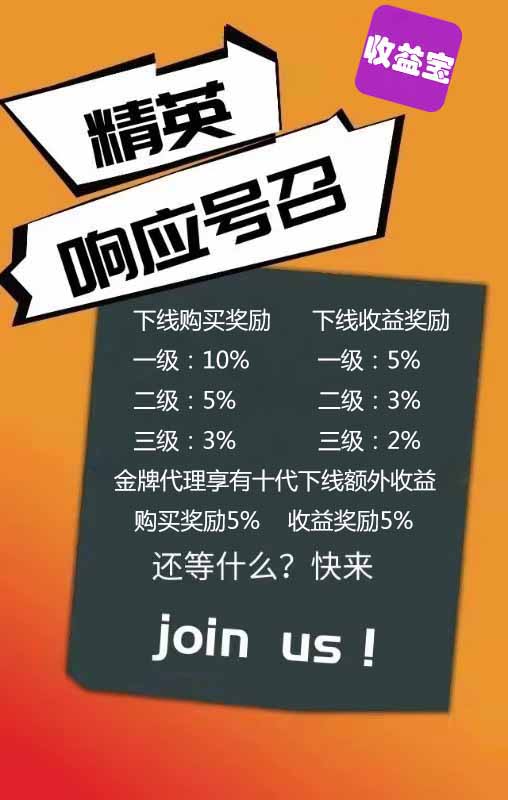 收益宝
精英
响应号召
下线购买奖励 下线收益奖励
一级：10% 一级：5%
二级：5% 二级：3%
三级：3% 三级：2%
金牌代理享有十代下线额外收益
购买奖励5% 收益奖励5%
还等什么？快来
join us！